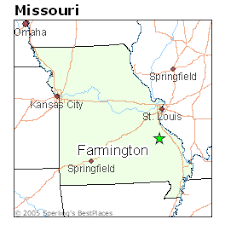 Missouri
Omaha
Springfield
Kansas City
St. Louis
Farmington
Springfield
© 2005 Sperling's BestPlaces